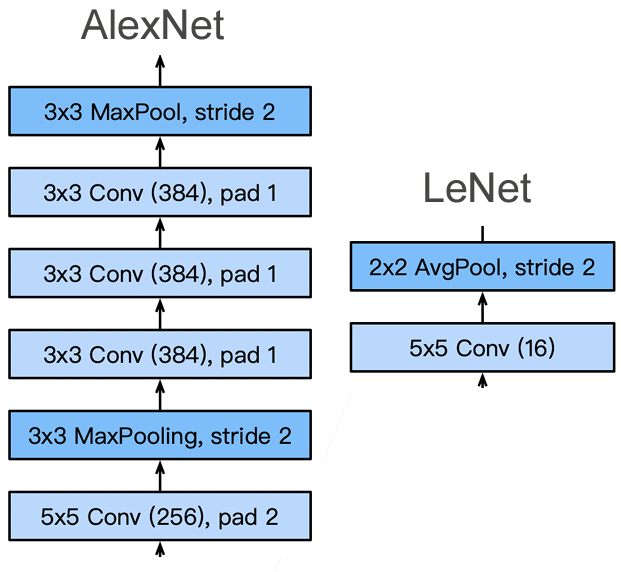 AlexNet
3x3 MaxPool, stride 2
3x3 Conv (384), pad 1
3x3 Conv (384), pad 1
3x3 Conv (384), pad 1
3x3 MaxPooling, stride 2
5x5 Conv (256), pad 2
LeNet
2x2 AvgPool, stride 2
5x5 Conv (16)